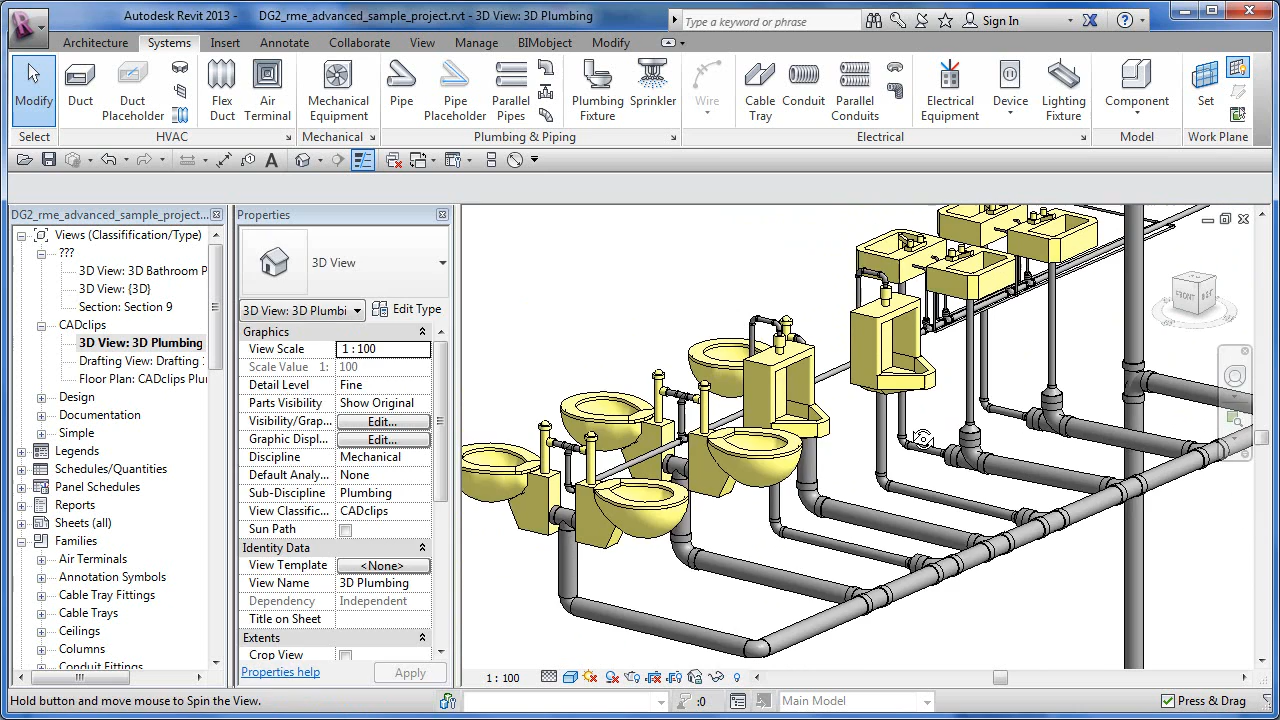 Autodesk Revit 2013 - DG2_rme_advanced_sample_project.rvt - 3D View: 3D Plumbing
Type a keyword or phrase
Sign In
Architecture Systems Insert Annotate Collaborate View Manage BIMobject Modify
Modify
Duct
Duct Placeholder
Flex Duct
Air Terminal
Mechanical Equipment
Pipe
Pipe Placeholder
Parallel Pipes
Plumbing Fixture
Sprinkler
Wire
Cable Tray
Conduit
Parallel Conduits
Electrical Equipment
Device
Lighting Fixture
Component
Set
Select HVAC Mechanical Plumbing & Piping Electrical Model Work Plane
DG2_rme_advanced_sample_project...
Views (Classiffification/Type)
???
3D View: 3D Bathroom P
3D View: {3D}
Section: Section 9
CADclips
3D View: 3D Plumbing
Drafting View: Drafting
Floor Plan: CADclips Plu
Design
Documentation
Simple
Legends
Schedules/Quantities
Panel Schedules
Reports
Sheets (all)
Families
Air Terminals
Annotation Symbols
Cable Tray Fittings
Cable Trays
Ceilings
Columns
Conduit Fittings
Properties
3D View
3D View: 3D Plumbi Edit Type
Graphics
View Scale 1 : 100
Scale Value 1: 100
Detail Level Fine
Parts Visibility Show Original
Visibility/Grap... Edit...
Graphic Displ... Edit...
Discipline Mechanical
Default Analy... None
Sub-Discipline Plumbing
View Classific... CADclips
Sun Path
Identity Data
View Template <None>
View Name 3D Plumbing
Dependency Independent
Title on Sheet
Extents
Crop View
Properties help Apply
FRONT
1 : 100
Hold button and move mouse to Spin the View.
:0
Main Model
Press & Drag